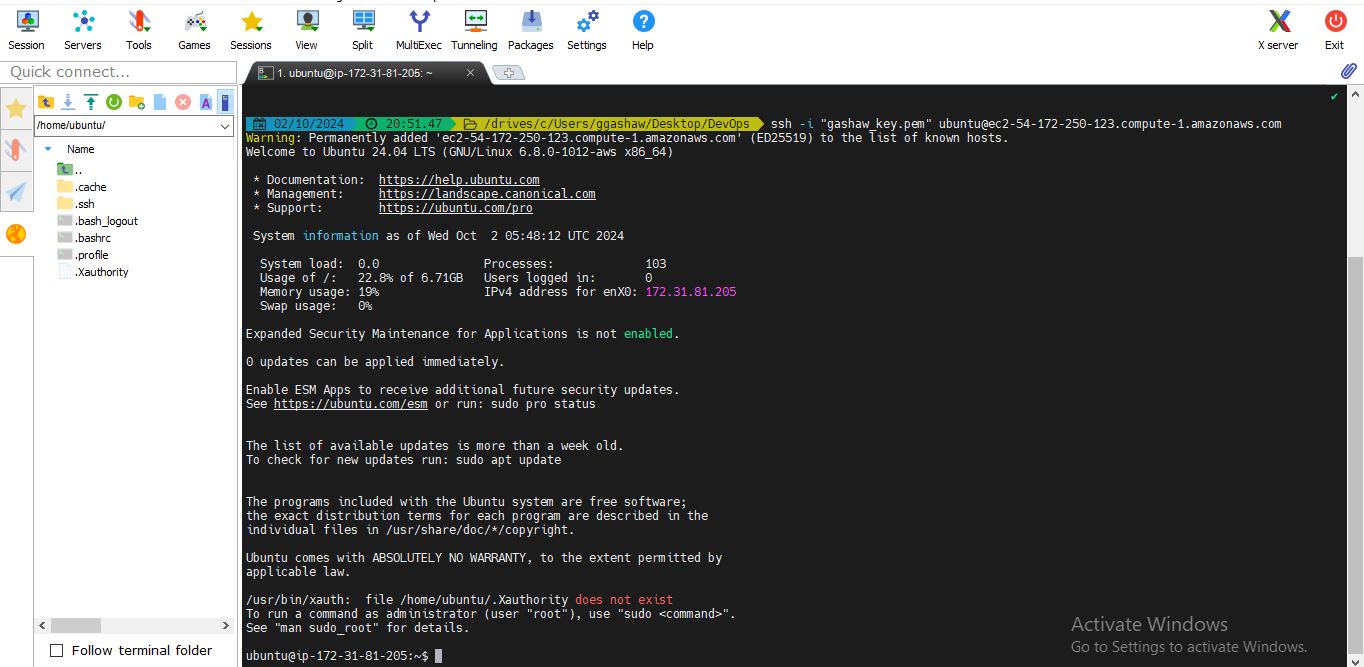 Session Servers Tools Games Sessions View Split MultiExec Tunneling Packages Settings Help X server Exit
Quick connect...
1. ubuntu@ip-172-31-81-205: ~
/home/ubuntu/
Name
..
.cache
.ssh
.bash_logout
.bashrc
.profile
.Xauthority
Follow terminal folder
02/10/2024 20:51.47 /drives/c/Users/ggashaw/Desktop/DevOps ssh -i "gashaw_key.pem" ubuntu@ec2-54-172-250-123.compute-1.amazonaws.com
Warning: Permanently added 'ec2-54-172-250-123.compute-1.amazonaws.com' (ED25519) to the list of known hosts.
Welcome to Ubuntu 24.04 LTS (GNU/Linux 6.8.0-1012-aws x86_64)
* Documentation: https://help.ubuntu.com
* Management: https://landscape.canonical.com
* Support: https://ubuntu.com/pro
System information as of Wed Oct 2 05:48:12 UTC 2024
System load: 0.0 Processes: 103
Usage of /: 22.8% of 6.71GB Users logged in: 0
Memory usage: 19% IPv4 address for enX0: 172.31.81.205
Swap usage: 0%
Expanded Security Maintenance for Applications is not enabled.
0 updates can be applied immediately.
Enable ESM Apps to receive additional future security updates.
See https://ubuntu.com/esm or run: sudo pro status
The list of available updates is more than a week old.
To check for new updates run: sudo apt update
The programs included with the Ubuntu system are free software;
the exact distribution terms for each program are described in the
individual files in /usr/share/doc/*/copyright.
Ubuntu comes with ABSOLUTELY NO WARRANTY, to the extent permitted by
applicable law.
/usr/bin/xauth: file /home/ubuntu/.Xauthority does not exist
To run a command as administrator (user "root"), use "sudo <command>".
See "man sudo_root" for details.
ubuntu@ip-172-31-81-205:~$
Activate Windows
Go to Settings to activate Windows.